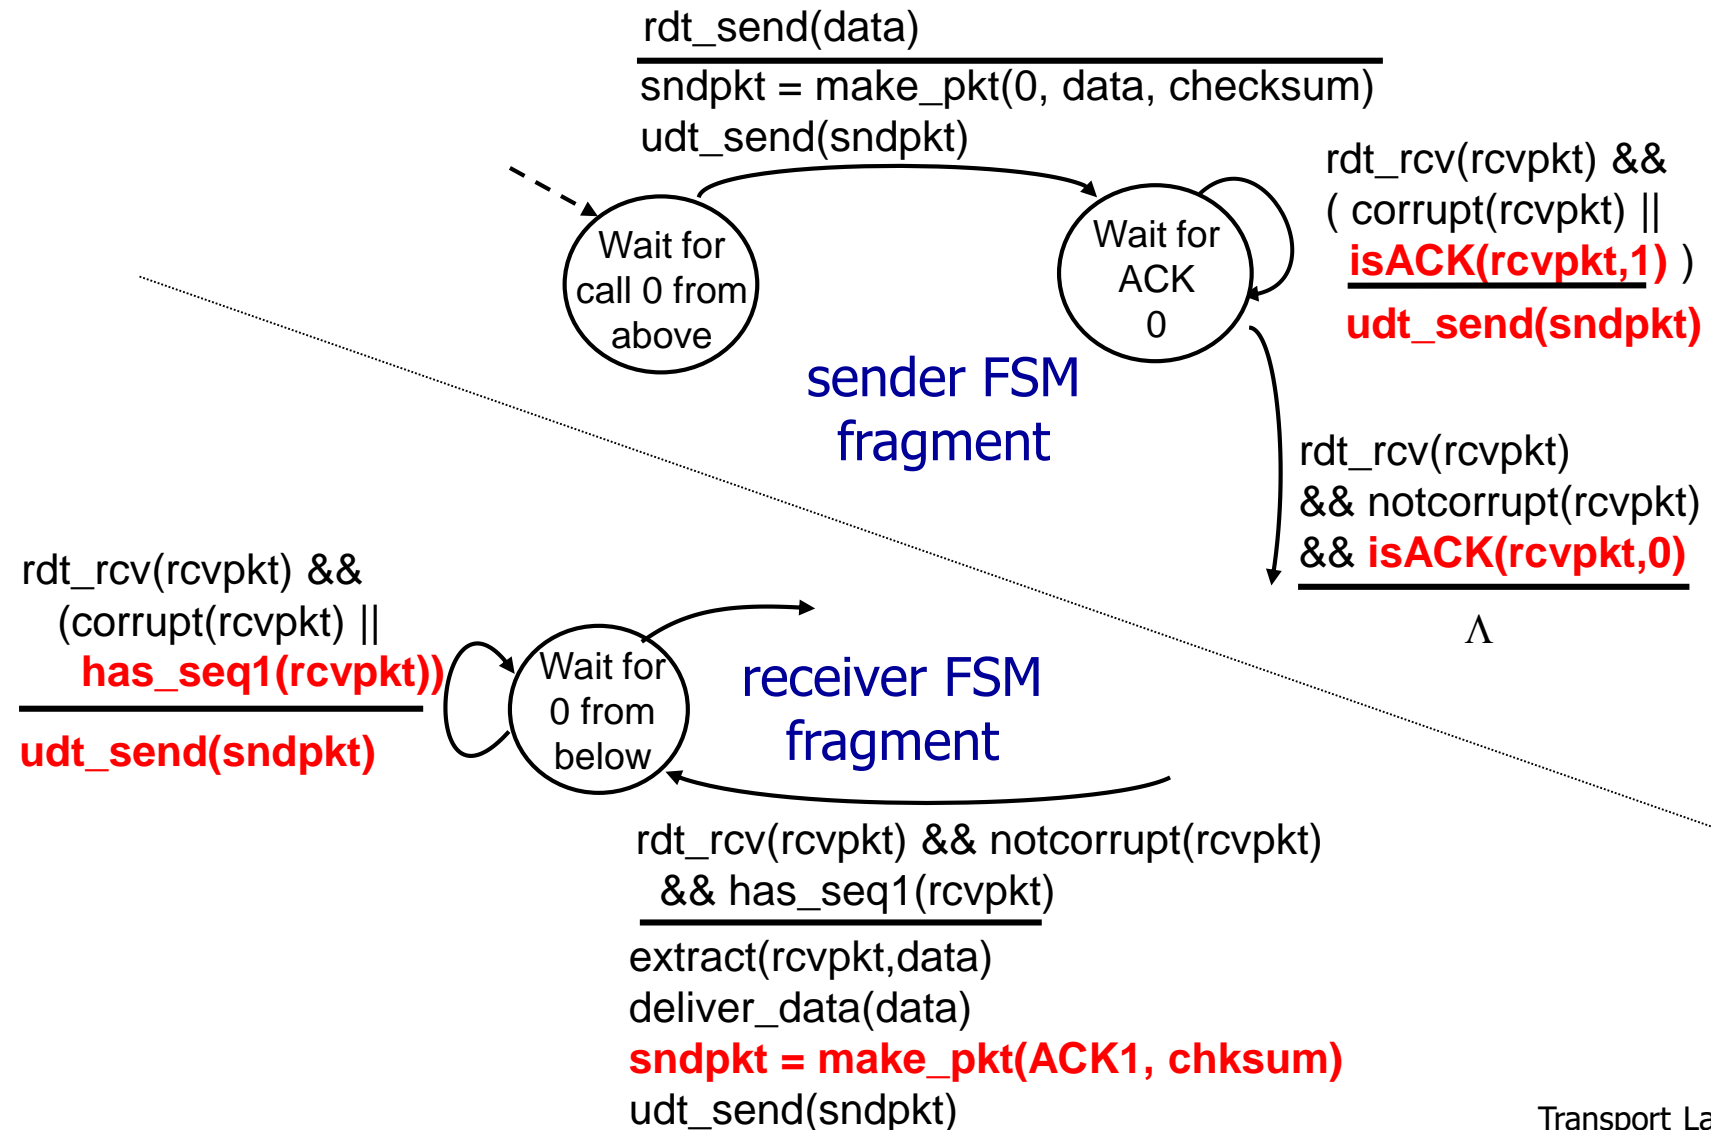 rdt_send(data)
sndpkt = make_pkt(0, data, checksum)
udt_send(sndpkt)
Wait for
call 0 from
above
Wait for
ACK
0
rdt_rcv(rcvpkt) &&
( corrupt(rcvpkt) ||
isACK(rcvpkt,1) )
udt_send(sndpkt)
sender FSM
fragment
rdt_rcv(rcvpkt)
&& notcorrupt(rcvpkt)
&& isACK(rcvpkt,0)
Λ
rdt_rcv(rcvpkt) &&
(corrupt(rcvpkt) ||
has_seq1(rcvpkt))
udt_send(sndpkt)
Wait for
0 from
below
receiver FSM
fragment
rdt_rcv(rcvpkt) && notcorrupt(rcvpkt)
&& has_seq1(rcvpkt)
extract(rcvpkt,data)
deliver_data(data)
sndpkt = make_pkt(ACK1, chksum)
udt_send(sndpkt)
Transport La